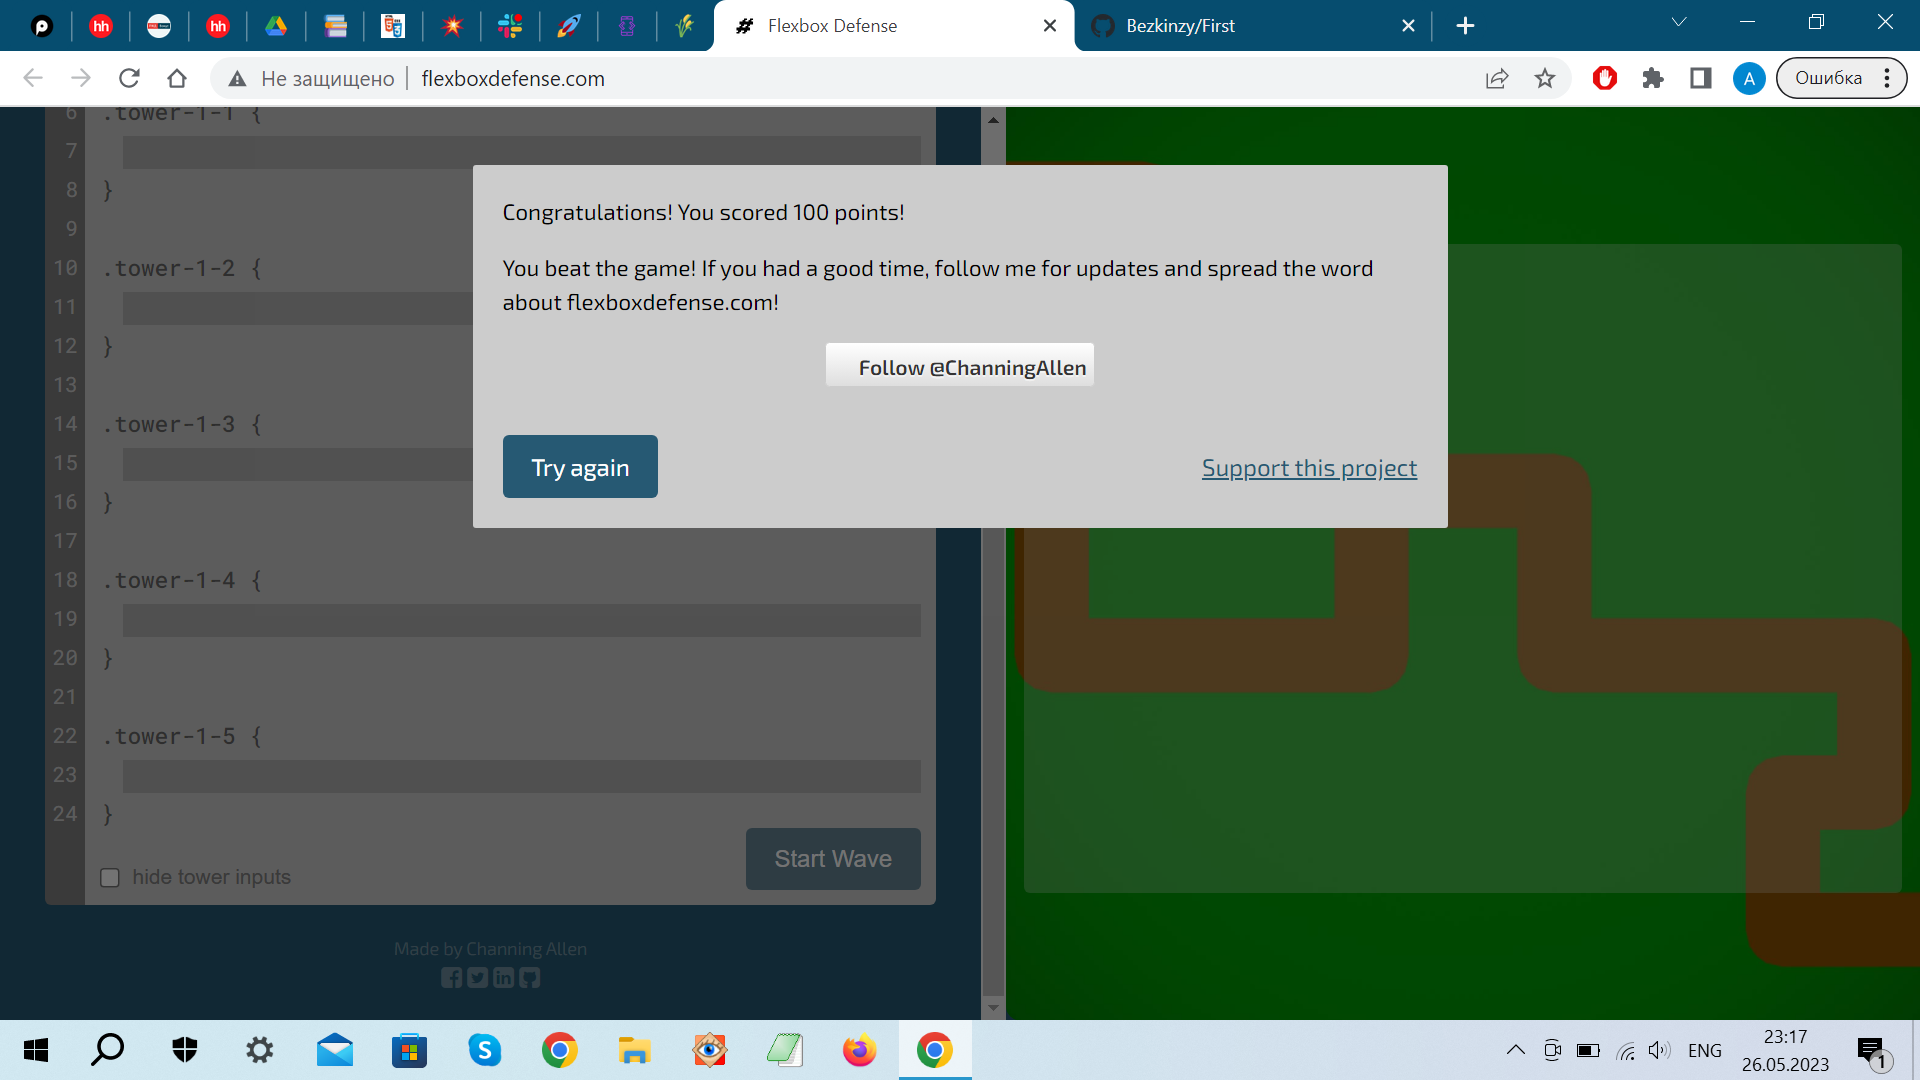 hh
hh
Flexbox Defense
Bezkinzy/First
Не защищено
flexboxdefense.com
A
Ошибка
6 .tower-1-1 {
7
8 }
9
10 .tower-1-2 {
11
12 }
13
14 .tower-1-3 {
15
16 }
17
18 .tower-1-4 {
19
20 }
21
22 .tower-1-5 {
23
24 }
hide tower inputs
Start Wave
Made by Channing Allen
Congratulations! You scored 100 points!
You beat the game! If you had a good time, follow me for updates and spread the word
about flexboxdefense.com!
Follow @ChanningAllen
Try again
Support this project
ENG
23:17
26.05.2023
1